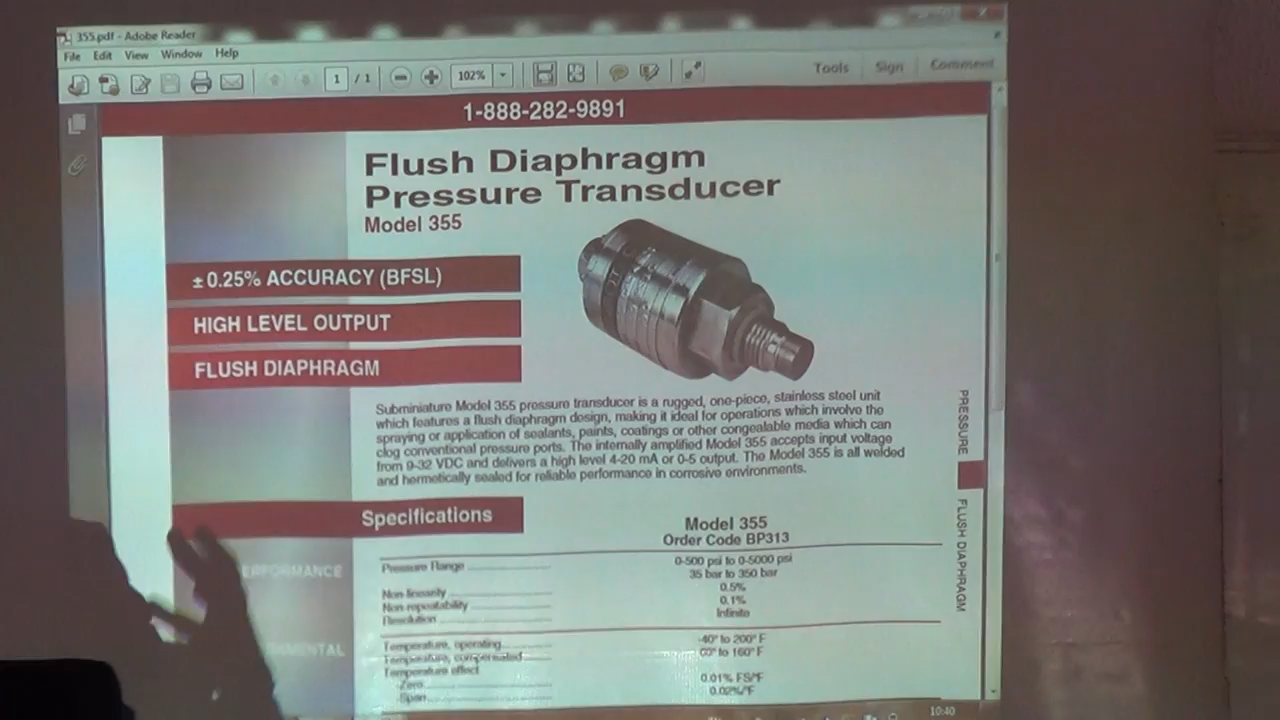 355.pdf - Adobe Reader
File Edit View Window Help
1 / 1 102% Tools Sign Comment
1-888-282-9891
Flush Diaphragm
Pressure Transducer
Model 355
± 0.25% ACCURACY (BFSL)
HIGH LEVEL OUTPUT
FLUSH DIAPHRAGM
Subminiature Model 355 pressure transducer is a rugged, one-piece, stainless steel unit
which features a flush diaphragm design, making it ideal for operations which involve the
spraying or application of sealants, paints, coatings or other congealable media which can
clog conventional pressure ports. The internally amplified Model 355 accepts input voltage
from 9-32 VDC and delivers a high level 4-20 mA or 0-5 output. The Model 355 is all welded
and hermetically sealed for reliable performance in corrosive environments.
PRESSURE
FLUSH DIAPHRAGM
Specifications
Model 355
Order Code BP313
ERFORMANCE
Pressure Range 0-500 psi to 0-5000 psi
35 bar to 350 bar
Non-linearity 0.5%
Non-repeatability 0.1%
Resolution Infinite
MENTAL
Temperature, operating -40° to 200° F
Temperature, compensated to 160° F
Temperature effect
-Zero 0.01% FS/°F
-Span 0.02%/°F
10:40